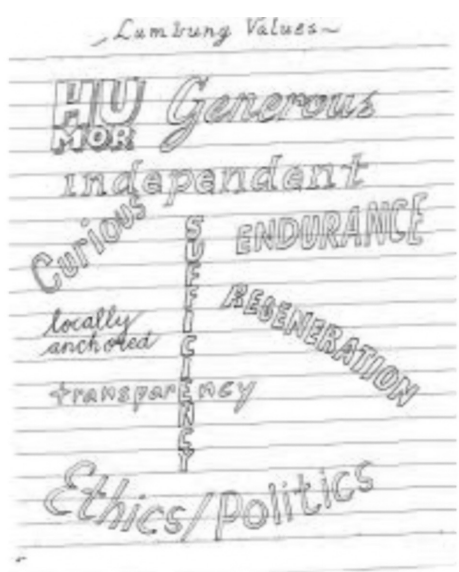 Lumbung Values
HU
MOR
Generous
independent
Curious
SUFFICIENCY
ENDURANCE
REGENERATION
locally
anchored
transparency
Ethics/Politics